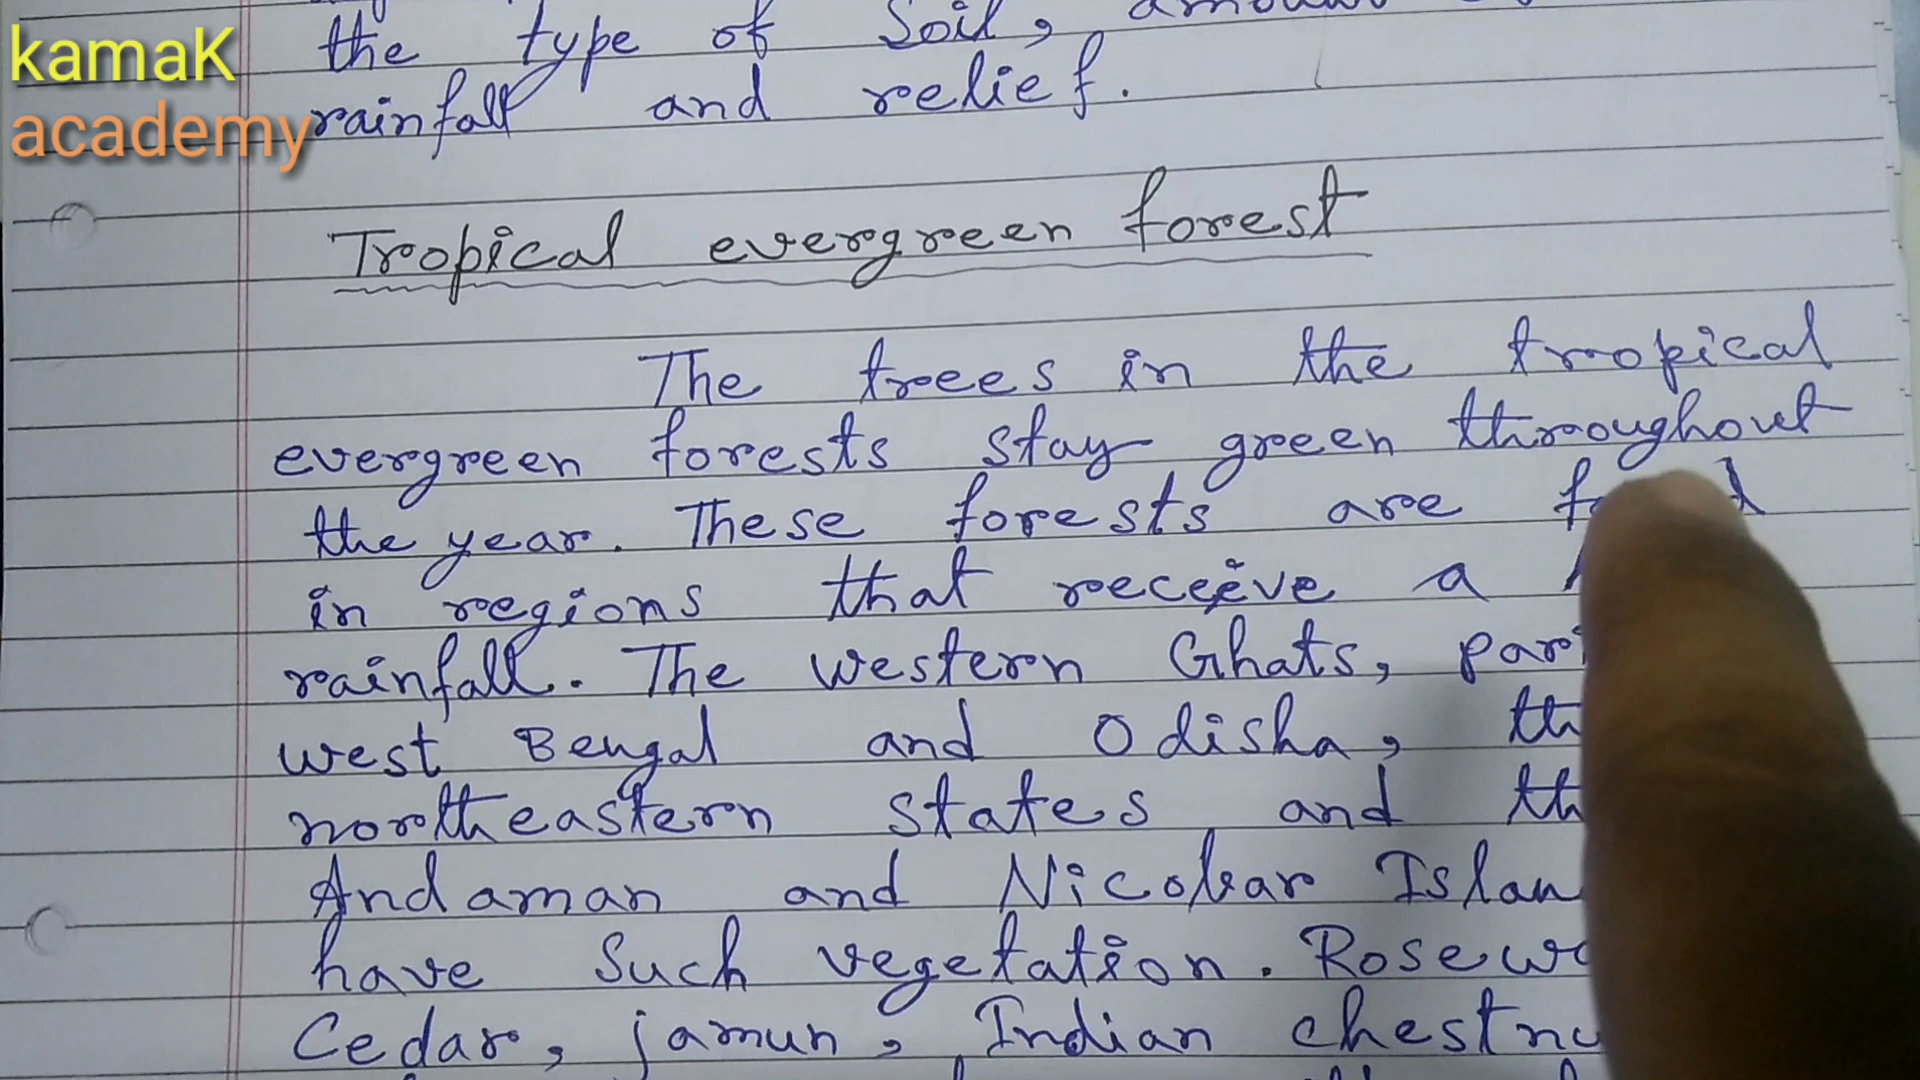 kamaK
academy
the type of Soil,
rainfall and relief.
Tropical evergreen forest
The trees in the tropical
evergreen forests stay green throughout
the year. These forests are
in regions that receive a
rainfall. The western Ghats,
west Bengal and Odisha,
northeastern states and
Andaman and Nicobar
have Such vegetation.
Cedar, jamun, Indian